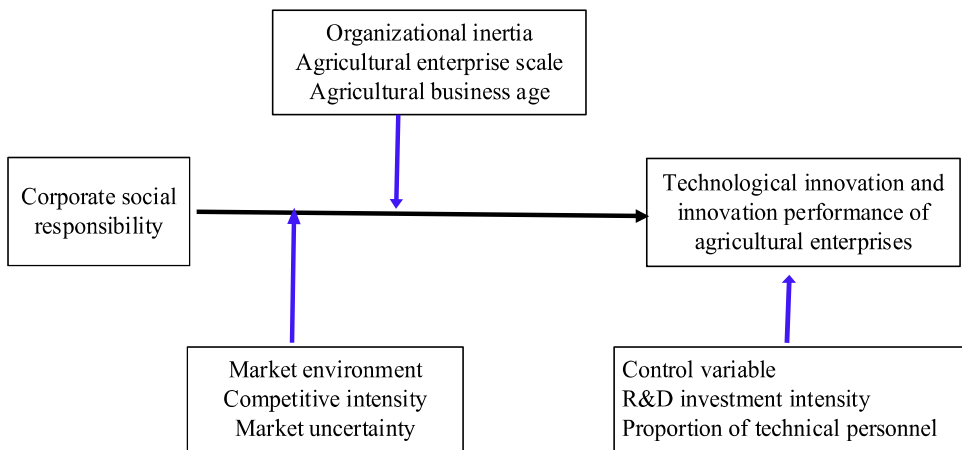 Organizational inertia
Agricultural enterprise scale
Agricultural business age
Corporate social
responsibility
Technological innovation and
innovation performance of
agricultural enterprises
Market environment
Competitive intensity
Market uncertainty
Control variable
R&D investment intensity
Proportion of technical personnel